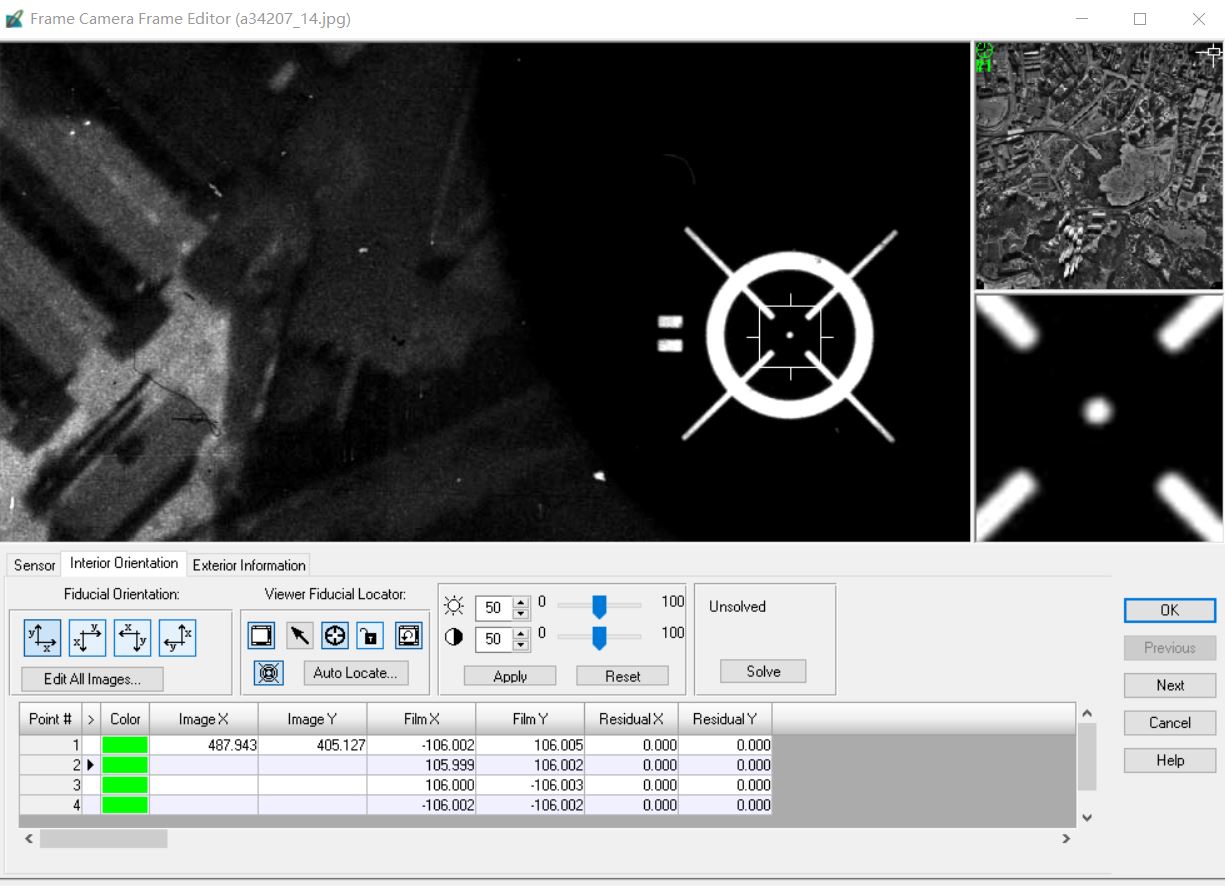 Frame Camera Frame Editor (a34207_14.jpg)
Sensor Interior Orientation Exterior Information
Fiducial Orientation: Viewer Fiducial Locator:
y x x y x y y x
Edit All Images... Auto Locate...
50 0 100
50 0 100
Apply Reset
Unsolved
Solve
OK
Previous
Next
Cancel
Help
Point # > Color Image X Image Y Film X Film Y Residual X Residual Y
1 487.943 405.127 -106.002 106.005 0.000 0.000
2 105.999 106.002 0.000 0.000
3 106.000 -106.003 0.000 0.000
4 -106.002 -106.002 0.000 0.000